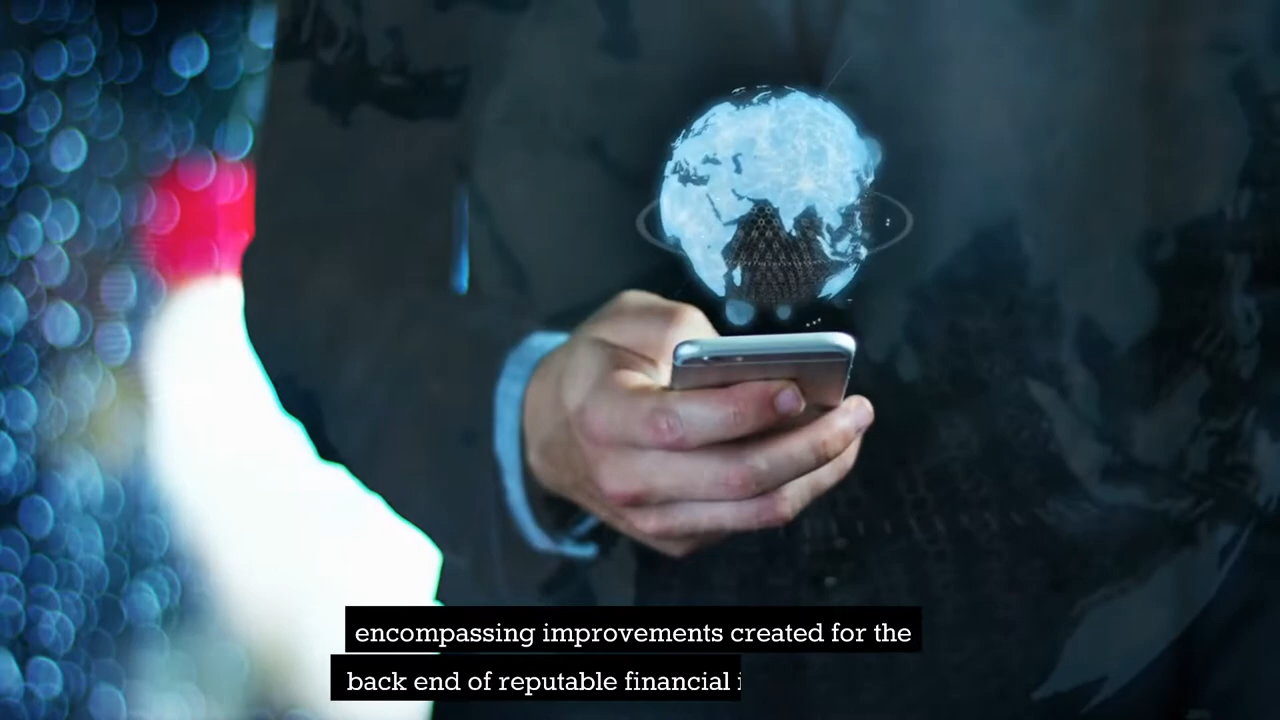 encompassing improvements created for the
back end of reputable financial